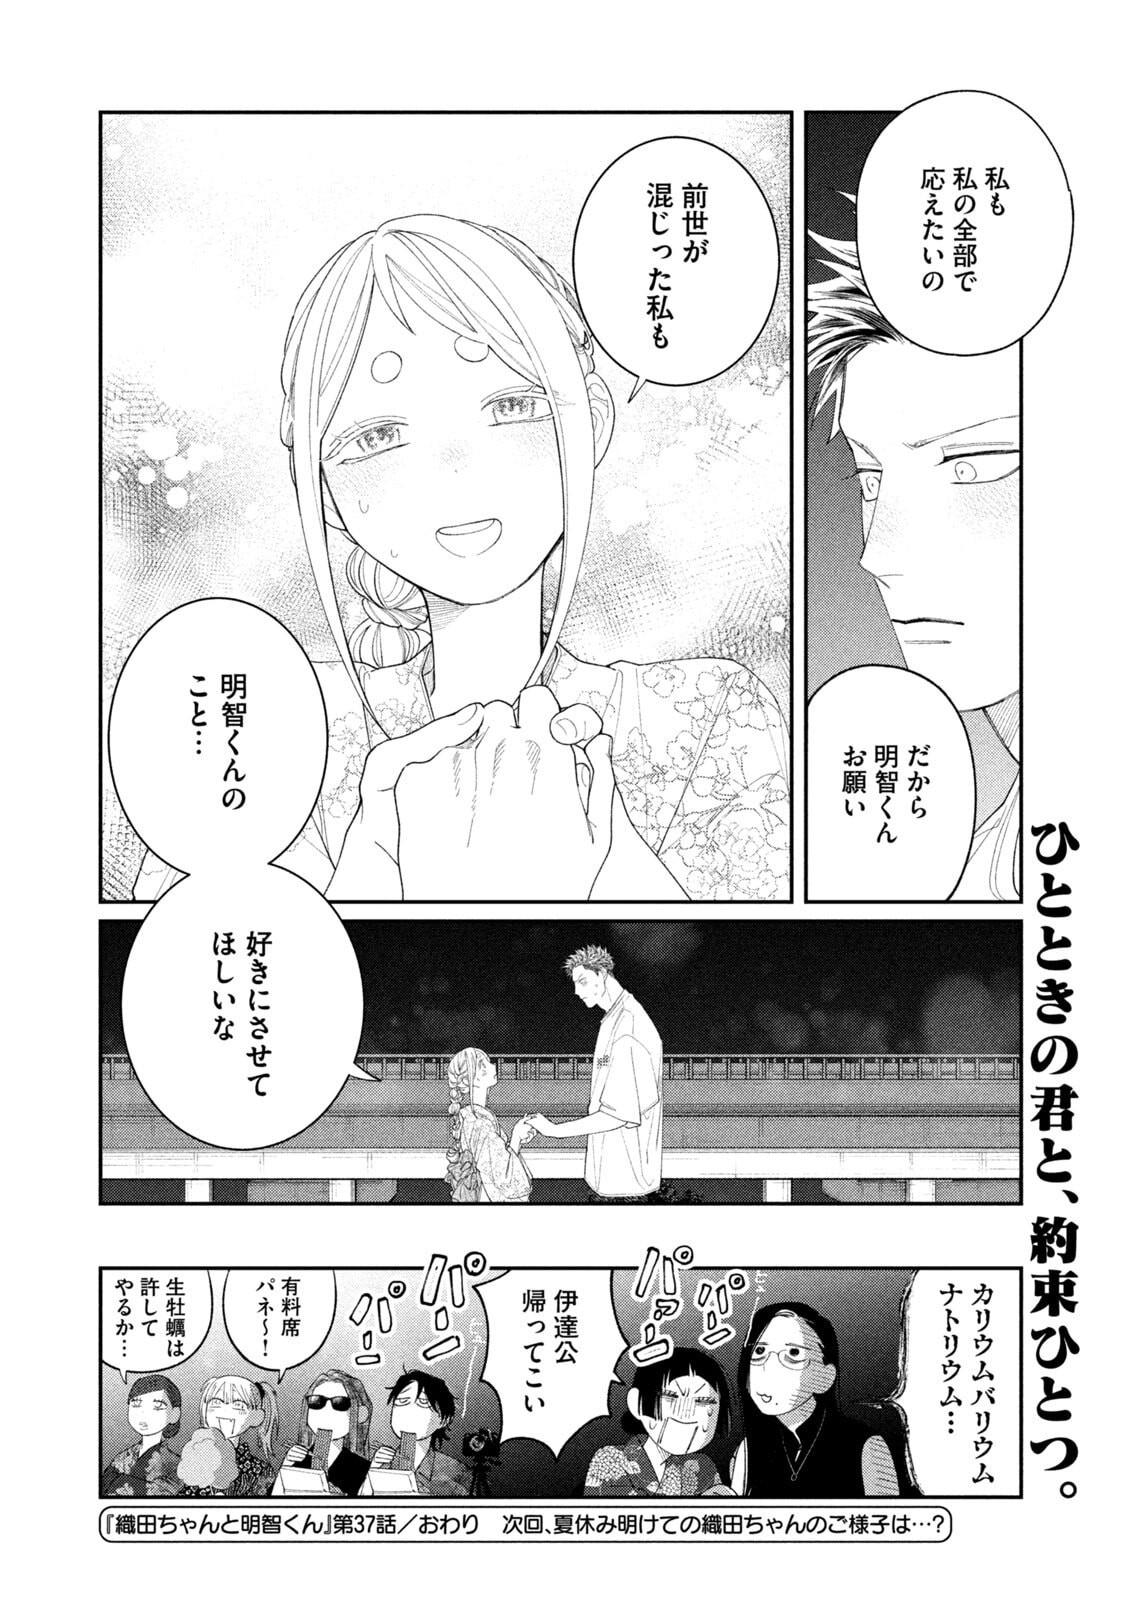 私も
私の全部で
応えたいの
だから
明智くん
お願い
前世が
混じった私も
明智くんの
こと…
好きにさせて
ほしいな
ひとときの君と、約束ひとつ。
カリウムバリウム
ナトリウム…
伊達公
帰ってこい
パン
パン
有料席
パネ〜!
生牡蠣は
許して
やるか…
『織田ちゃんと明智くん』第37話／おわり　次回、夏休み明けての織田ちゃんのご様子は…?